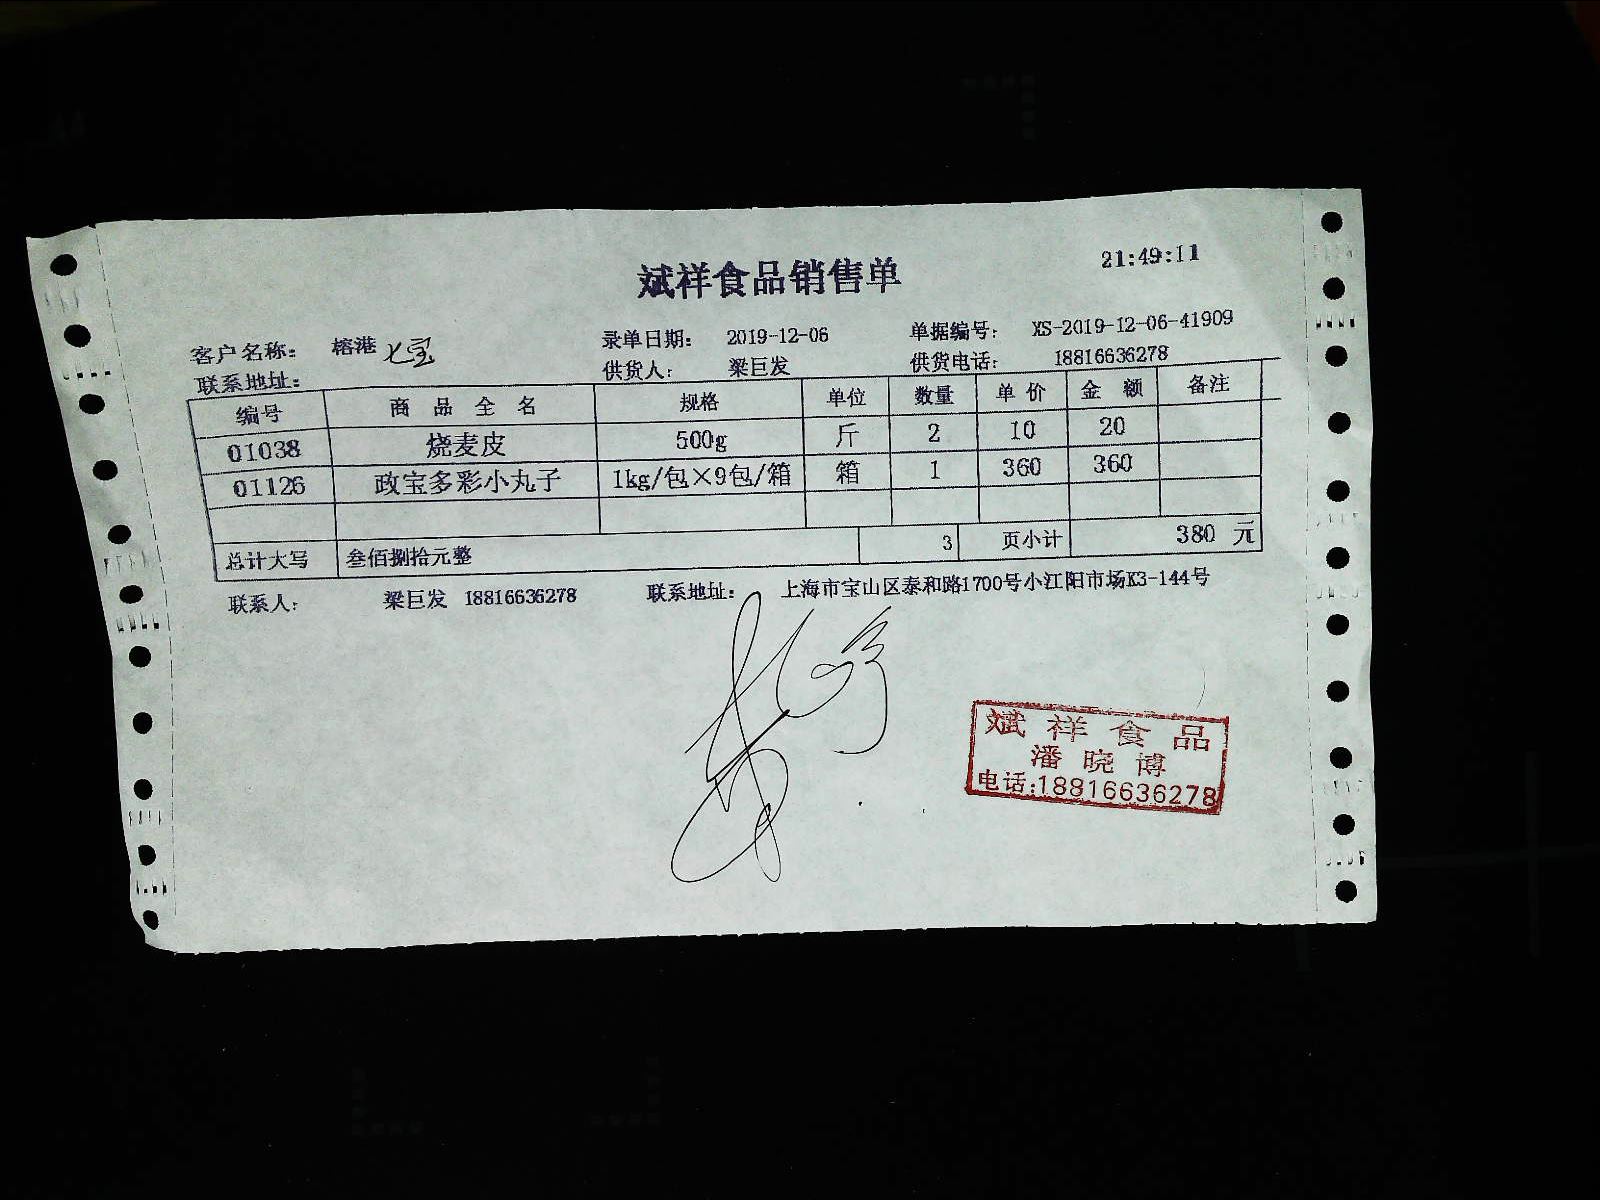 21:49:11
斌祥食品销售单
客户名称: 榕港 七宝 录单日期: 2019-12-06 单据编号: XS-2019-12-06-41909
联系地址: 供货人: 梁巨发 供货电话: 18816636278
编号 商品全名 规格 单位 数量 单价 金额 备注
01038 烧麦皮 500g 斤 2 10 20
01126 政宝多彩小丸子 1kg/包×9包/箱 箱 1 360 360
总计大写 叁佰捌拾元整 3 页小计 380 元
联系人: 梁巨发 18816636278 联系地址: 上海市宝山区泰和路1700号小江阳市场K3-144号
斌祥食品
潘晓博
电话:18816636278